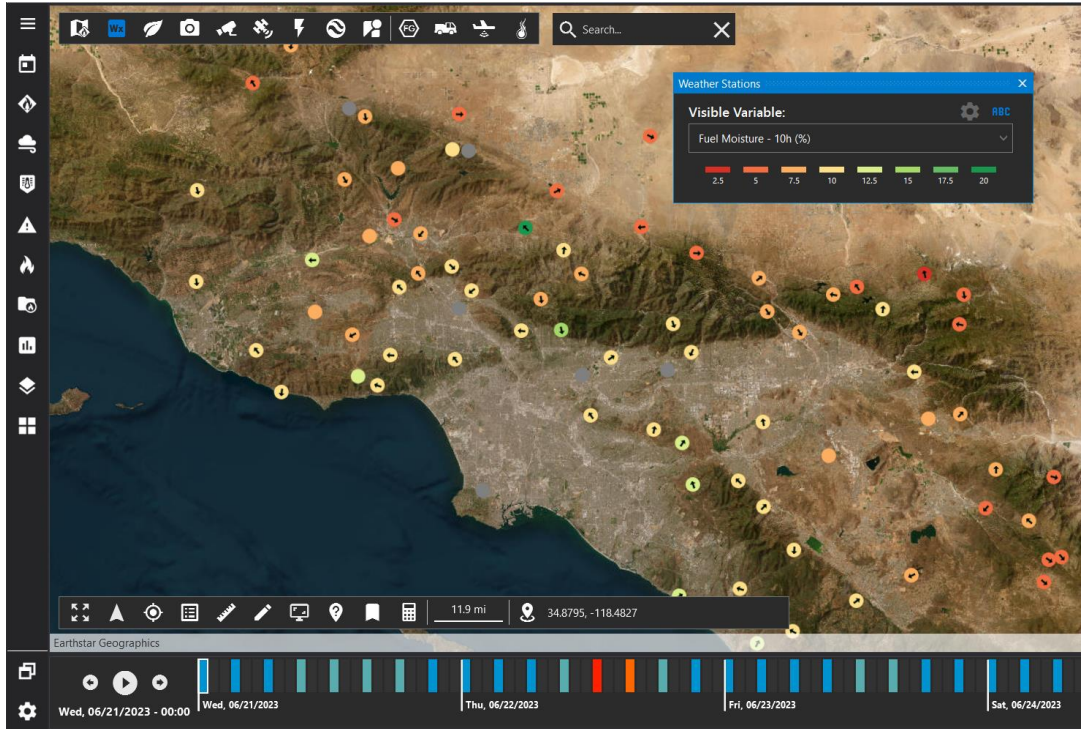 Wx
FG
Search...
Weather Stations
Visible Variable:
ABC
Fuel Moisture - 10h (%)
2.5 5 7.5 10 12.5 15 17.5 20
11.9 mi
34.8795, -118.4827
Earthstar Geographics
Wed, 06/21/2023 - 00:00
Wed, 06/21/2023
Thu, 06/22/2023
Fri, 06/23/2023
Sat, 06/24/2023